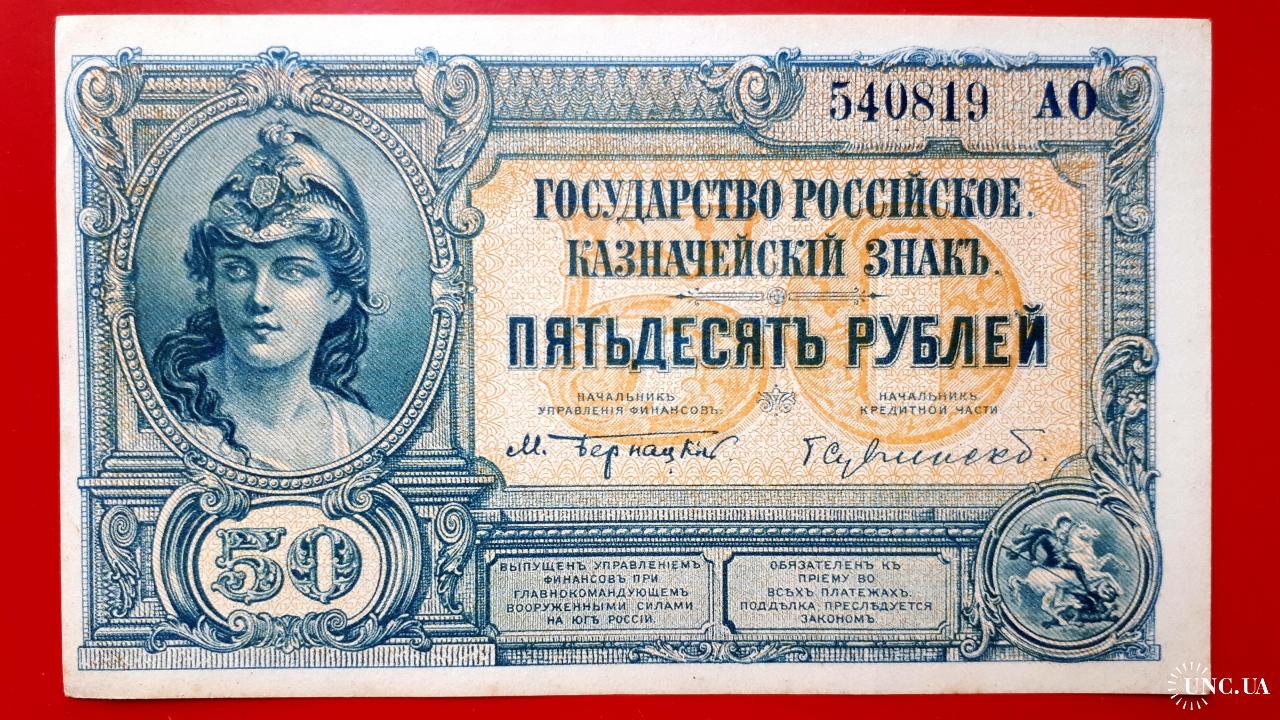 540819 АО
ГОСУДАРСТВО РОССІЙСКОЕ.
КАЗНАЧЕЙСКІЙ ЗНАКЪ.
ПЯТЬДЕСЯТЪ РУБЛЕЙ
НАЧАЛЬНИКЪ
УПРАВЛЕНІЯ ФИНАНСОВЪ.
НАЧАЛЬНИКЪ
КРЕДИТНОЙ ЧАСТИ
М. Бернацкій.
50
ВЫПУЩЕНЪ УПРАВЛЕНІЕМЪ
ФИНАНСОВЪ ПРИ
ГЛАВНОКОМАНДУЮЩЕМЪ
ВООРУЖЕННЫМИ СИЛАМИ
НА ЮГѢ РОССІИ.
ОБЯЗАТЕЛЕНЪ КЪ
ПРІЕМУ ВО
ВСѢХЪ ПЛАТЕЖАХЪ.
ПОДДѢЛКА ПРЕСЛѢДУЕТСЯ
ЗАКОНОМЪ
UNC.UA